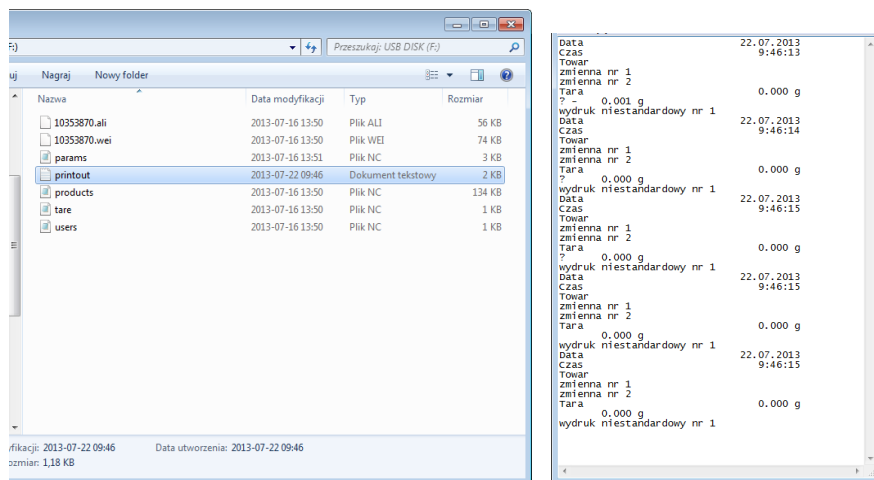 F:)
Przeszukaj: USB DISK (F:)
uj Nagraj Nowy folder
Nazwa Data modyfikacji Typ Rozmiar
10353870.ali 2013-07-16 13:50 Plik ALI 56 KB
10353870.wei 2013-07-16 13:50 Plik WEI 74 KB
params 2013-07-16 13:51 Plik NC 3 KB
printout 2013-07-22 09:46 Dokument tekstowy 2 KB
products 2013-07-16 13:50 Plik NC 134 KB
tare 2013-07-16 13:50 Plik NC 1 KB
users 2013-07-16 13:50 Plik NC 1 KB
yfikacji: 2013-07-22 09:46 Data utworzenia: 2013-07-22 09:46
ozmiar: 1,18 KB
Data 22.07.2013
Czas 9:46:13
Towar
zmienna nr 1
zmienna nr 2
Tara 0.000 g
? - 0.001 g
wydruk niestandardowy nr 1
Data 22.07.2013
Czas 9:46:14
Towar
zmienna nr 1
zmienna nr 2
Tara 0.000 g
? 0.000 g
wydruk niestandardowy nr 1
Data 22.07.2013
Czas 9:46:15
Towar
zmienna nr 1
zmienna nr 2
Tara 0.000 g
? 0.000 g
wydruk niestandardowy nr 1
Data 22.07.2013
Czas 9:46:15
Towar
zmienna nr 1
zmienna nr 2
Tara 0.000 g
0.000 g
wydruk niestandardowy nr 1
Data 22.07.2013
Czas 9:46:15
Towar
zmienna nr 1
zmienna nr 2
Tara 0.000 g
0.000 g
wydruk niestandardowy nr 1